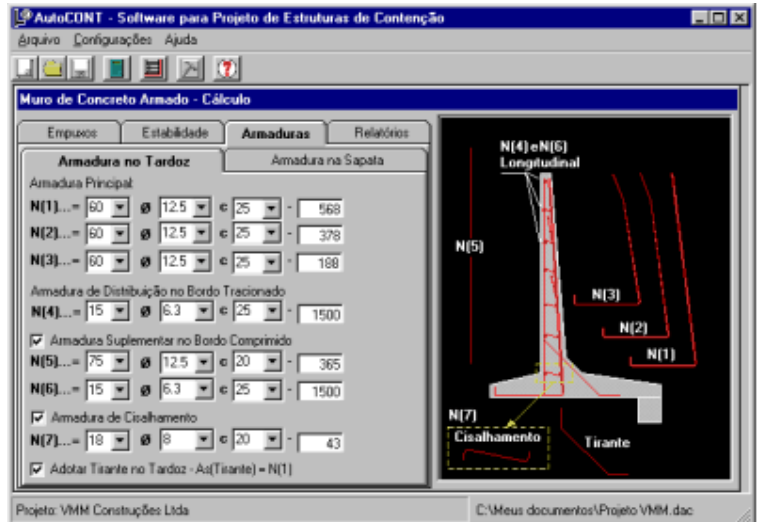 AutoCONT - Software para Projeto de Estruturas de Contenção
Arquivo Configurações Ajuda
Muro de Concreto Armado - Cálculo
Empuxos Estabilidade Armaduras Relatórios
Armadura no Tardoz Armadura na Sapata
Armadura Principal:
N(1)...= 60 Ø 12.5 c 25 - 568
N(2)...= 60 Ø 12.5 c 25 - 378
N(3)...= 60 Ø 12.5 c 25 - 188
Armadura de Distribuição no Bordo Tracionado
N(4)...= 15 Ø 6.3 c 25 - 1500
Armadura Suplementar no Bordo Comprimido
N(5)...= 75 Ø 12.5 c 20 - 365
N(6)...= 15 Ø 6.3 c 25 - 1500
Armadura de Cisalhamento
N(7)...= 18 Ø 8 c 20 - 43
Adotar Tirante no Tardoz - As(Tirante) = N(1)
N(4) e N(6)
Longitudinal
N(5)
N(3)
N(2)
N(1)
N(7)
Cisalhamento
Tirante
Projeto: VMM Construções Ltda C:\Meus documentos\Projeto VMM.dac